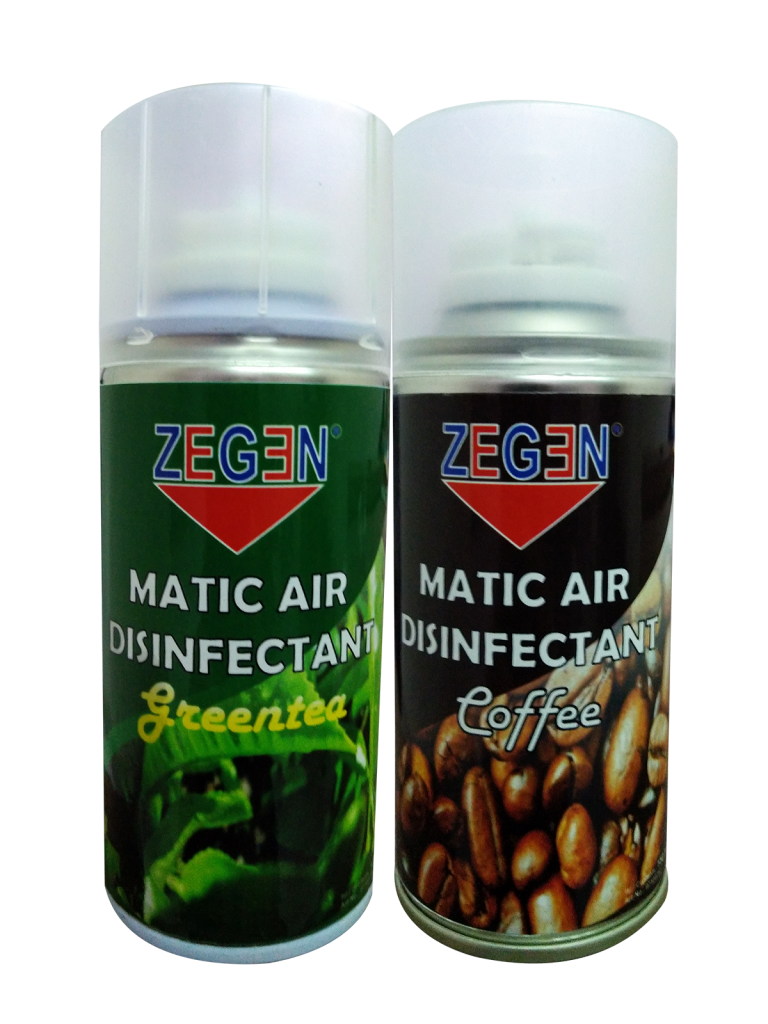 ZEGEN®
MATIC AIR
DISINFECTANT
Greentea
ZEGEN®
MATIC AIR
DISINFECTANT
Coffee